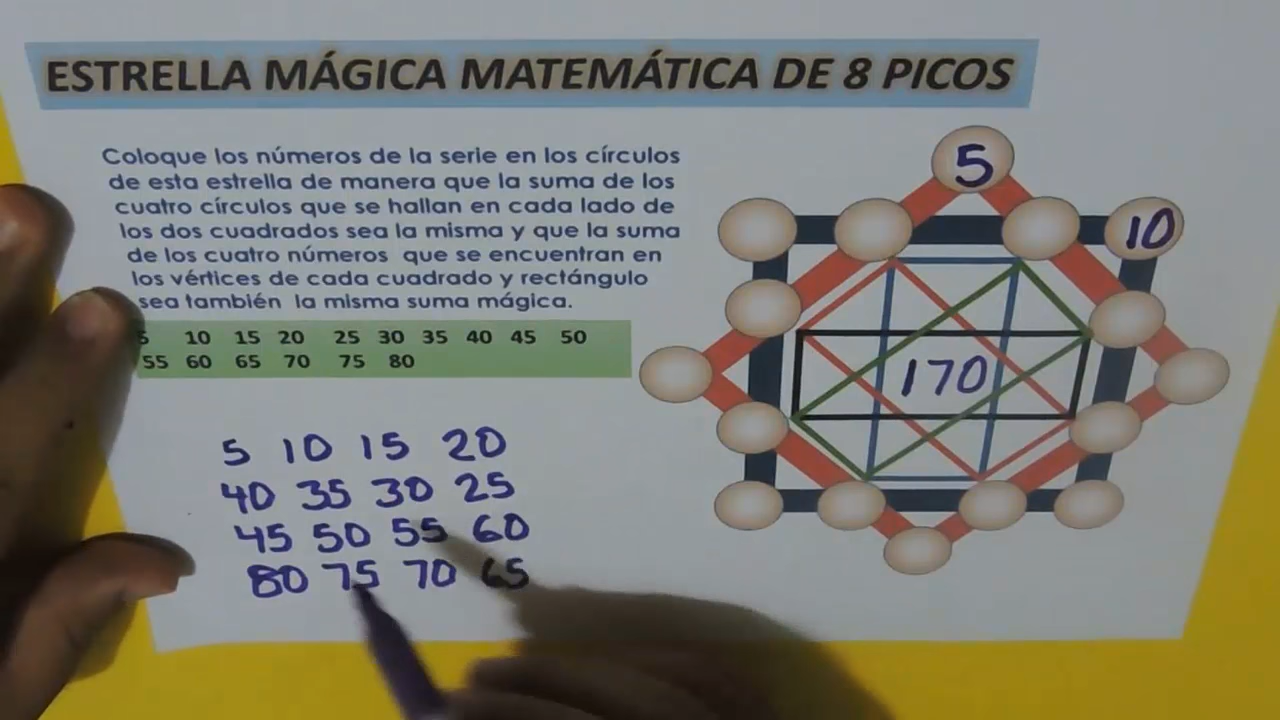 ESTRELLA MÁGICA MATEMÁTICA DE 8 PICOS
Coloque los números de la serie en los círculos
de esta estrella de manera que la suma de los
cuatro círculos que se hallan en cada lado de
los dos cuadrados sea la misma y que la suma
de los cuatro números que se encuentran en
los vértices de cada cuadrado y rectángulo
sea también la misma suma mágica.
5 10 15 20 25 30 35 40 45 50
55 60 65 70 75 80
5 10 15 20
40 35 30 25
45 50 55 60
80 75 70 65
5
10
170